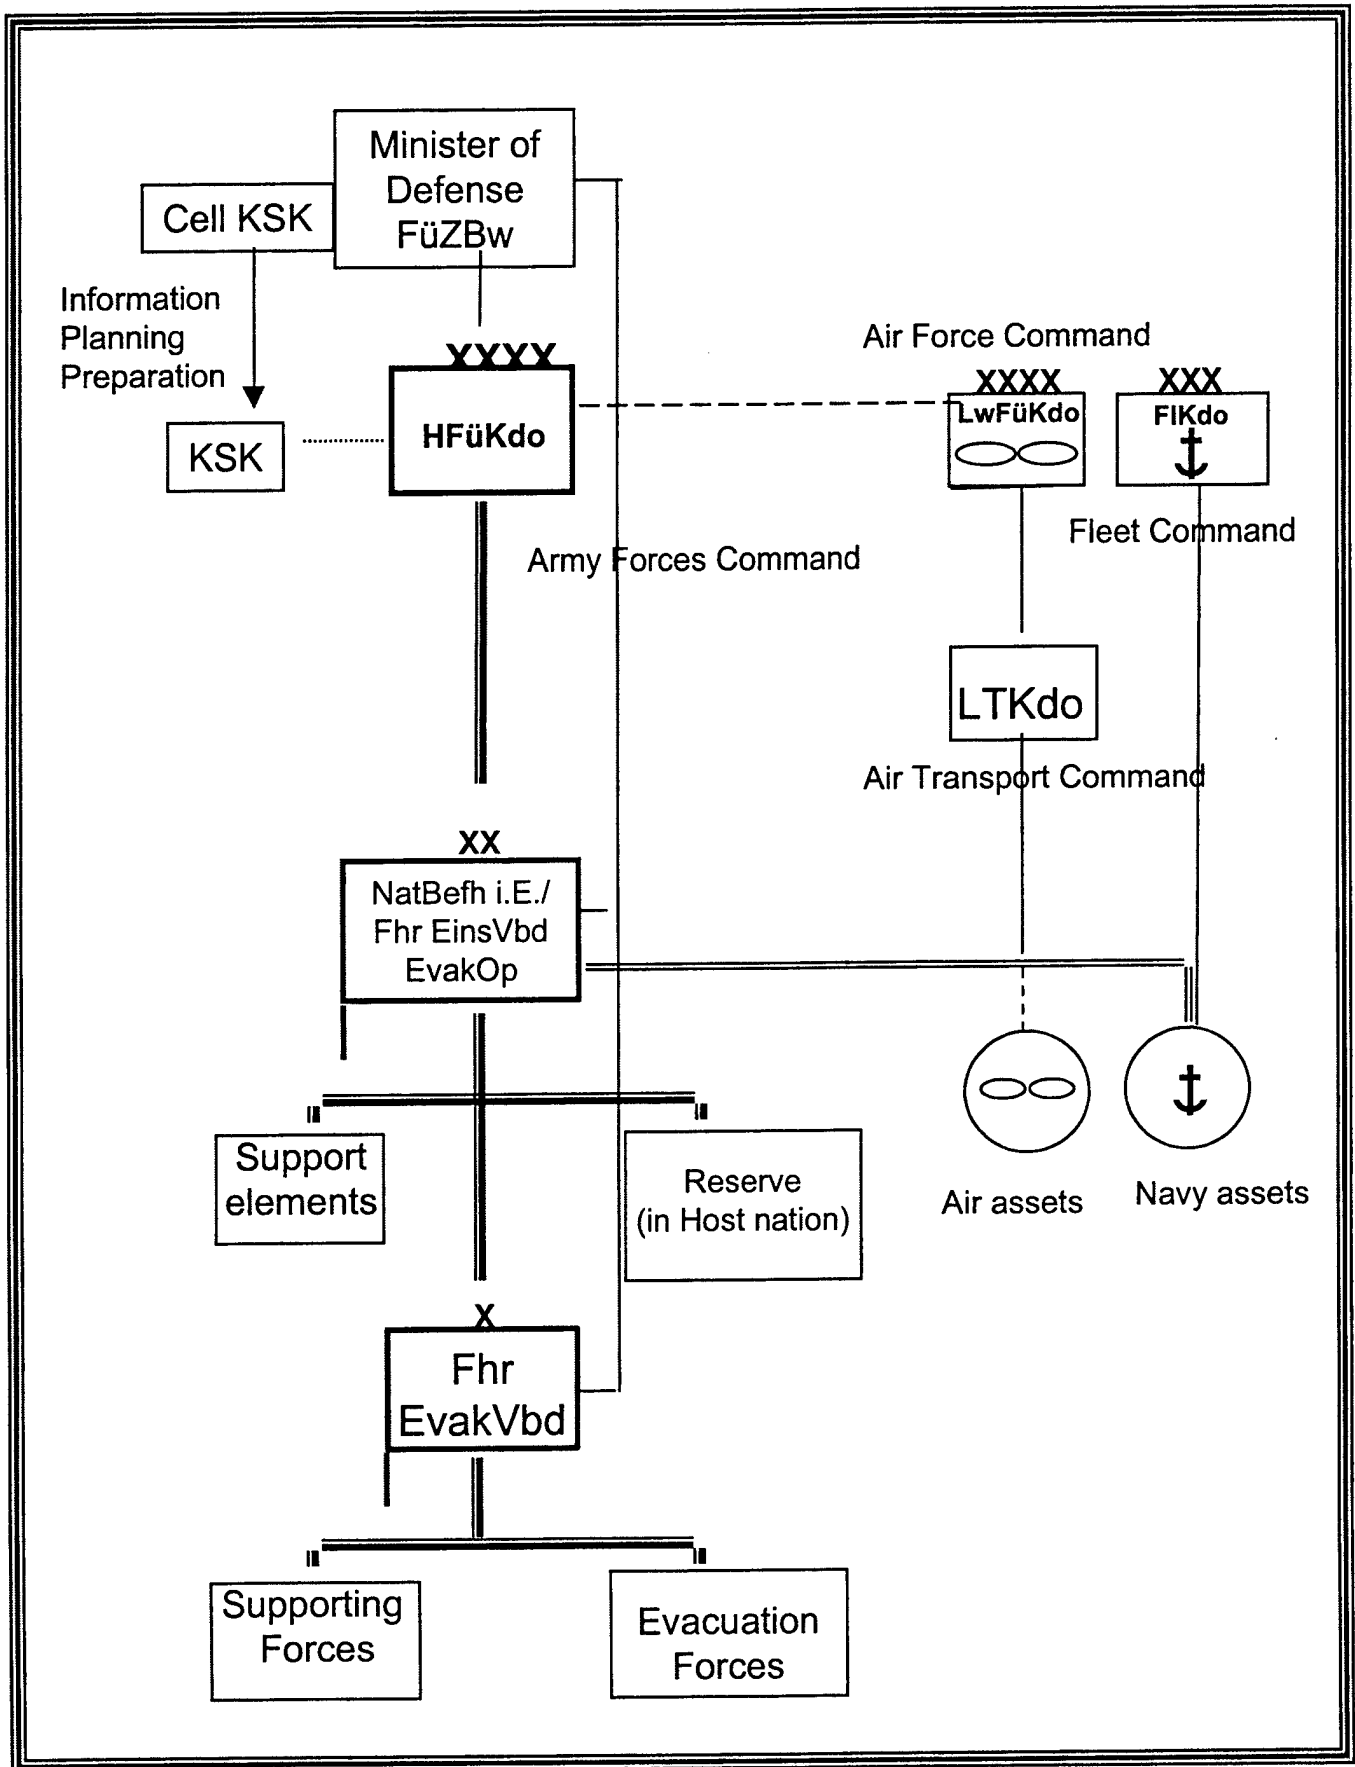 Minister of
Defense
FüZBw
Cell KSK
Information
Planning
Preparation
KSK
XXXX
HFüKdo
Army Forces Command
Air Force Command
XXXX
LwFüKdo
XXX
FlKdo
Fleet Command
LTKdo
Air Transport Command
XX
NatBefh i.E./
Fhr EinsVbd
EvakOp
Support
elements
Reserve
(in Host nation)
Air assets
Navy assets
X
Fhr
EvakVbd
Supporting
Forces
Evacuation
Forces